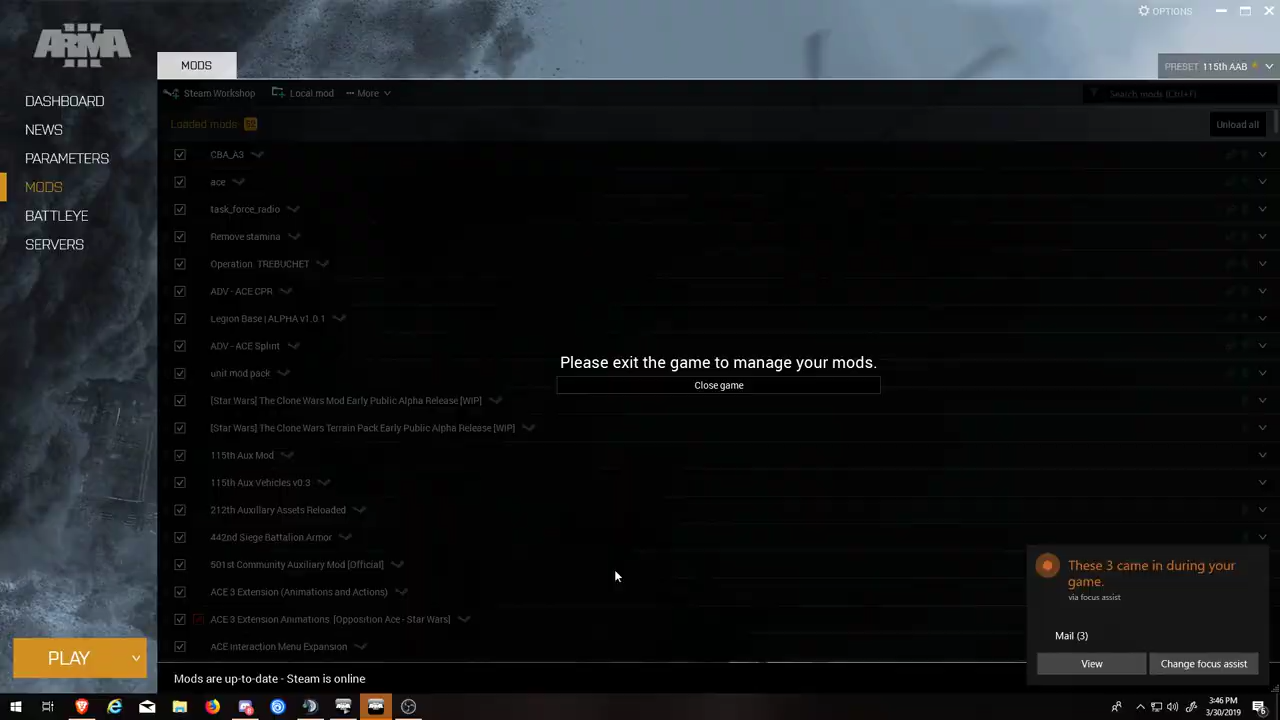 ARMA III
OPTIONS
MODS
PRESET 115th AAB *
DASHBOARD
NEWS
PARAMETERS
MODS
BATTLEYE
SERVERS
Steam Workshop
Local mod
••• More
Search mods (Ctrl+F)
Loaded mods
Unload all
CBA_A3
ace
task_force_radio
Remove stamina
Operation: TREBUCHET
ADV - ACE CPR
Legion Base | ALPHA v1.0.1
ADV - ACE Splint
unit mod pack
[Star Wars] The Clone Wars Mod Early Public Alpha Release [WIP]
[Star Wars] The Clone Wars Terrain Pack Early Public Alpha Release [WIP]
115th Aux Mod
115th Aux Vehicles v0.3
212th Auxillary Assets Reloaded
442nd Siege Battalion Armor
501st Community Auxiliary Mod [Official]
ACE 3 Extension (Animations and Actions)
ACE 3 Extension Animations. [Opposition Ace - Star Wars]
ACE Interaction Menu Expansion
Please exit the game to manage your mods.
Close game
These 3 came in during your
game.
via focus assist
Mail (3)
View
Change focus assist
PLAY
Mods are up-to-date - Steam is online
3:46 PM
3/30/2019